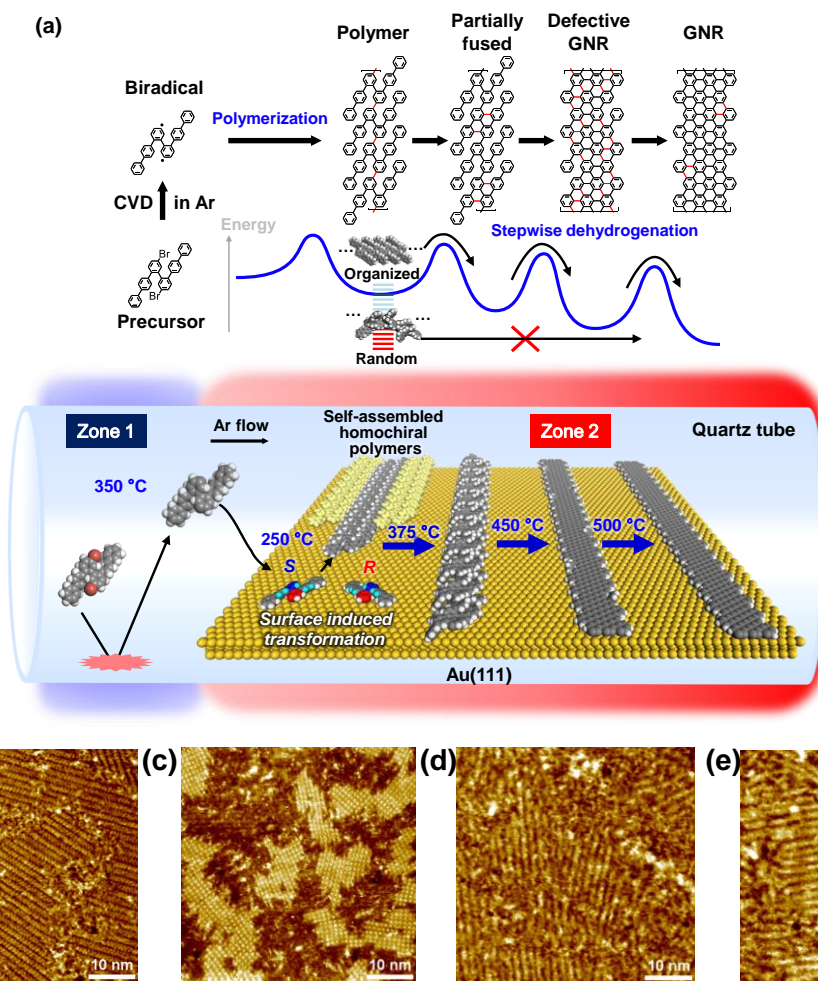 (a)
Polymer
Partially
fused
Defective
GNR
GNR
Biradical
Polymerization
CVD
in Ar
Energy
Stepwise dehydrogenation
Br
Br
...
...
Organized
Precursor
...
...
Random
Zone 1
Ar flow
Self-assembled
homochiral
polymers
Zone 2
Quartz tube
350 °C
250 °C
375 °C
450 °C
500 °C
S
R
Surface induced
transformation
Au(111)
(c)
(d)
(e)
10 nm
10 nm
10 nm